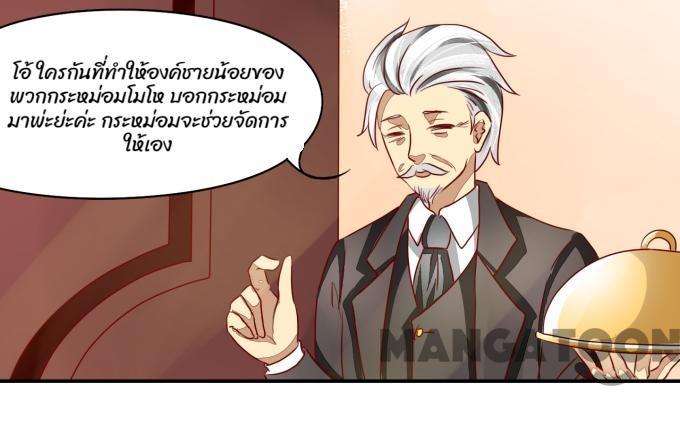 โอ้ ใครกันที่ทำให้องค์ชายน้อยของ
พวกกระหม่อมโมโห บอกกระหม่อม
มาพ่ะย่ะค่ะ กระหม่อมจะช่วยจัดการ
ให้เอง
MANGATOON